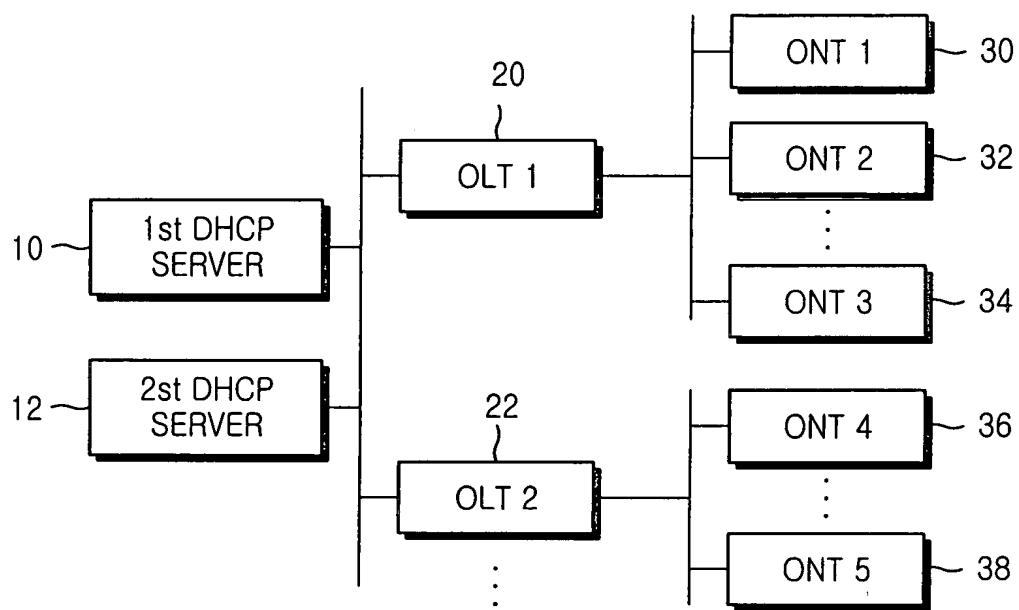 20
OLT 1
10
1st DHCP
SERVER
12
2st DHCP
SERVER
22
OLT 2
ONT 1
30
ONT 2
32
ONT 3
34
ONT 4
36
ONT 5
38